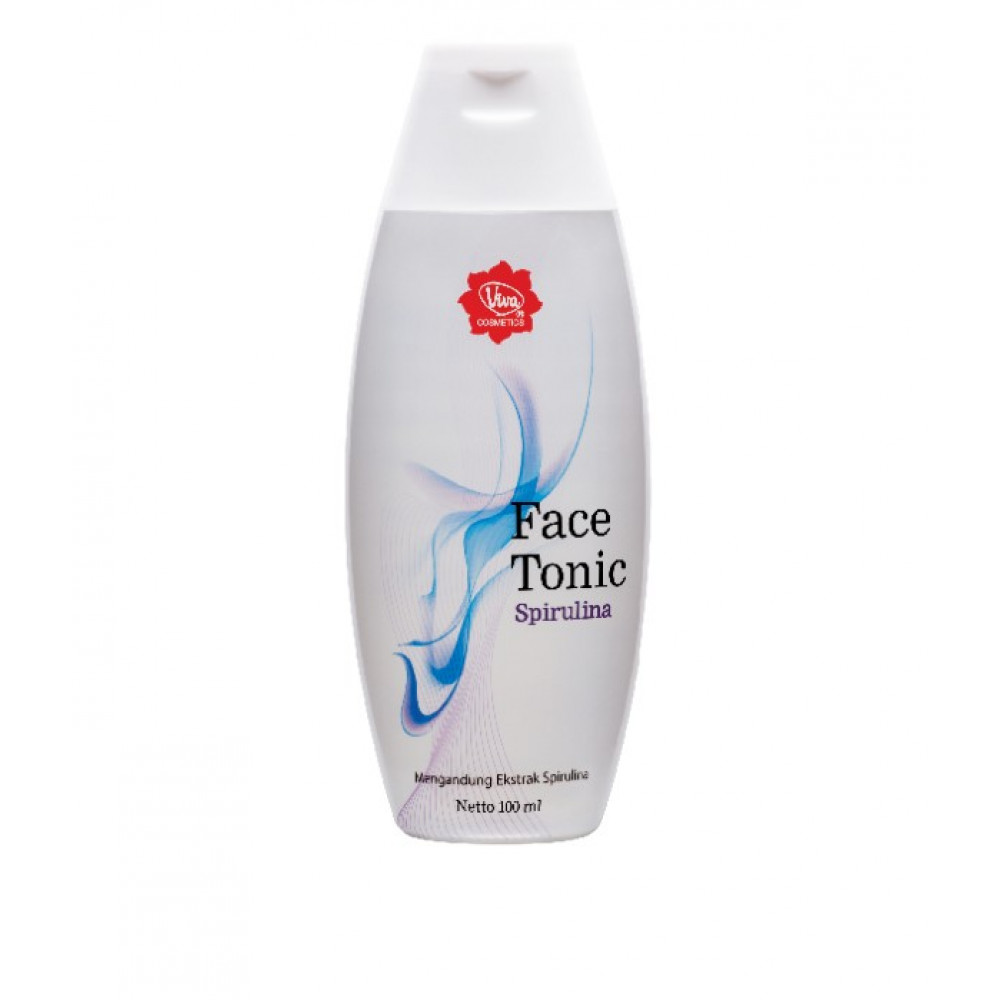 Viva
COSMETICS
Face
Tonic
Spirulina
Mengandung Ekstrak Spirulina
Netto 100 ml